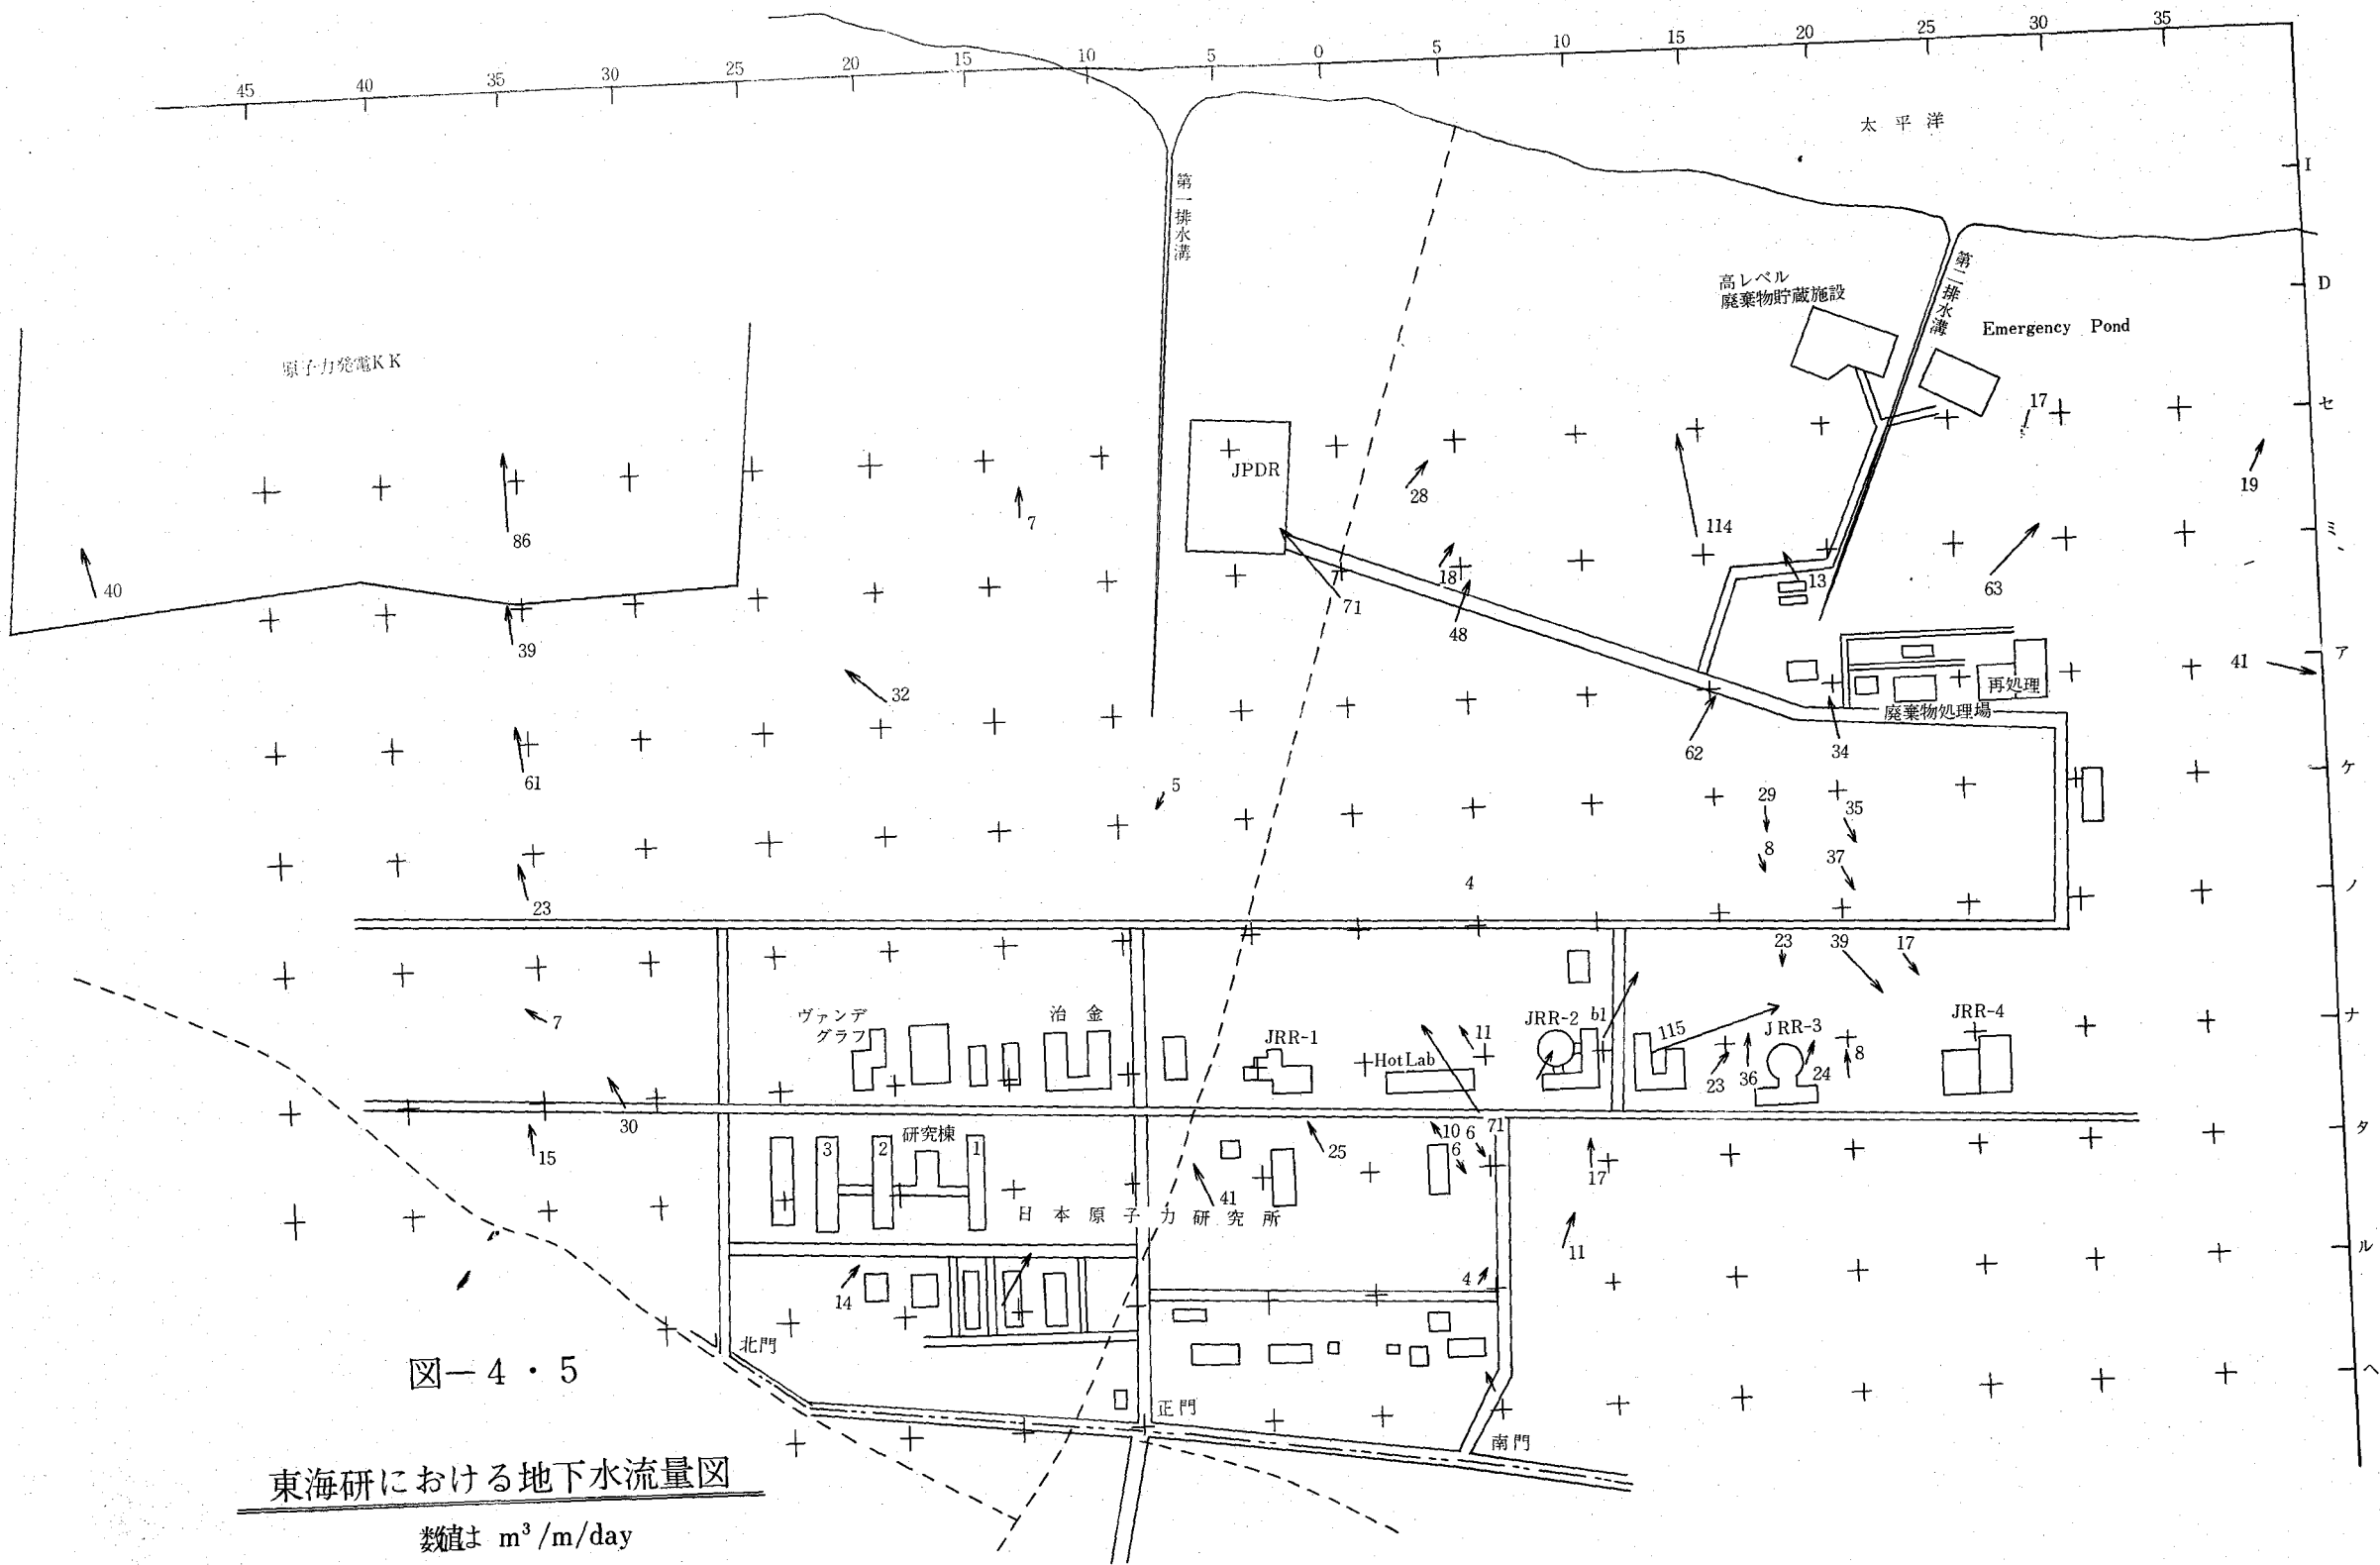 45 40 35 30 25 20 15 10 5 0 5 10 15 20 25 30 35
太平洋
I
D
セ
ミ
ア
ケ
ノ
ナ
タ
ル
ヘ
第一排水溝
第二排水溝
高レベル
廃棄物貯蔵施設
Emergency Pond
原子力発電KK
JPDR
17
28
19
86
7
114
40
18
13
63
71
48
39
32
41
再処理
廃棄物処理場
62
34
61
5
29
35
8
37
4
23
23 39 17
7
ヴァンデ
グラフ
冶金
JRR-1
HotLab
11
JRR-2
b1
115
JRR-3
JRR-4
23
36
24
8
30
15
研究棟
3 2 1
25
10 6
6
71
17
41
日本原子力研究所
11
14
4
北門
正門
南門
図-4・5
東海研における地下水流量図
数値は m³/m/day